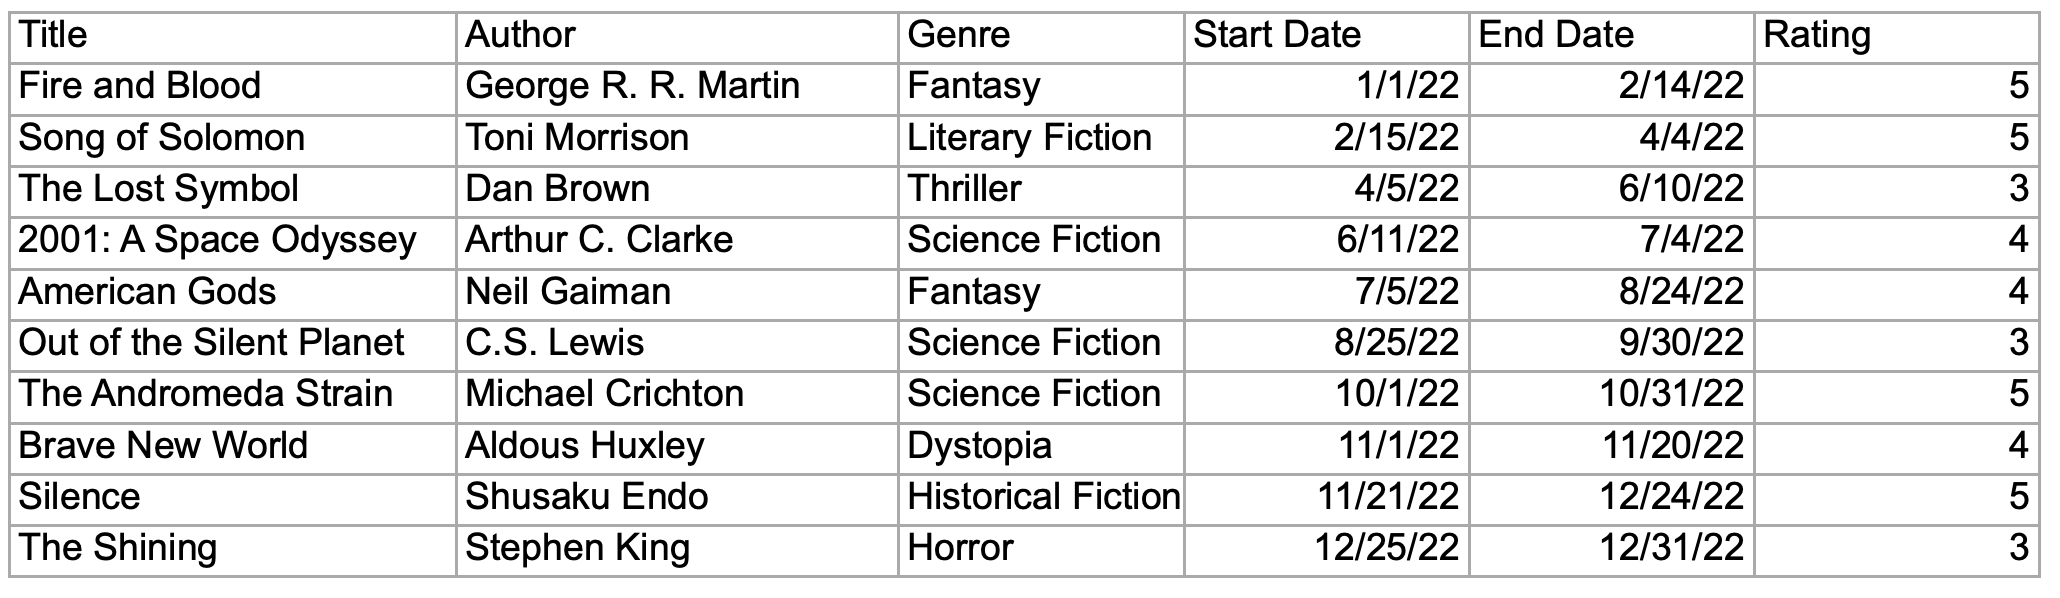 Title Author Genre Start Date End Date Rating
Fire and Blood George R. R. Martin Fantasy 1/1/22 2/14/22 5
Song of Solomon Toni Morrison Literary Fiction 2/15/22 4/4/22 5
The Lost Symbol Dan Brown Thriller 4/5/22 6/10/22 3
2001: A Space Odyssey Arthur C. Clarke Science Fiction 6/11/22 7/4/22 4
American Gods Neil Gaiman Fantasy 7/5/22 8/24/22 4
Out of the Silent Planet C.S. Lewis Science Fiction 8/25/22 9/30/22 3
The Andromeda Strain Michael Crichton Science Fiction 10/1/22 10/31/22 5
Brave New World Aldous Huxley Dystopia 11/1/22 11/20/22 4
Silence Shusaku Endo Historical Fiction 11/21/22 12/24/22 5
The Shining Stephen King Horror 12/25/22 12/31/22 3